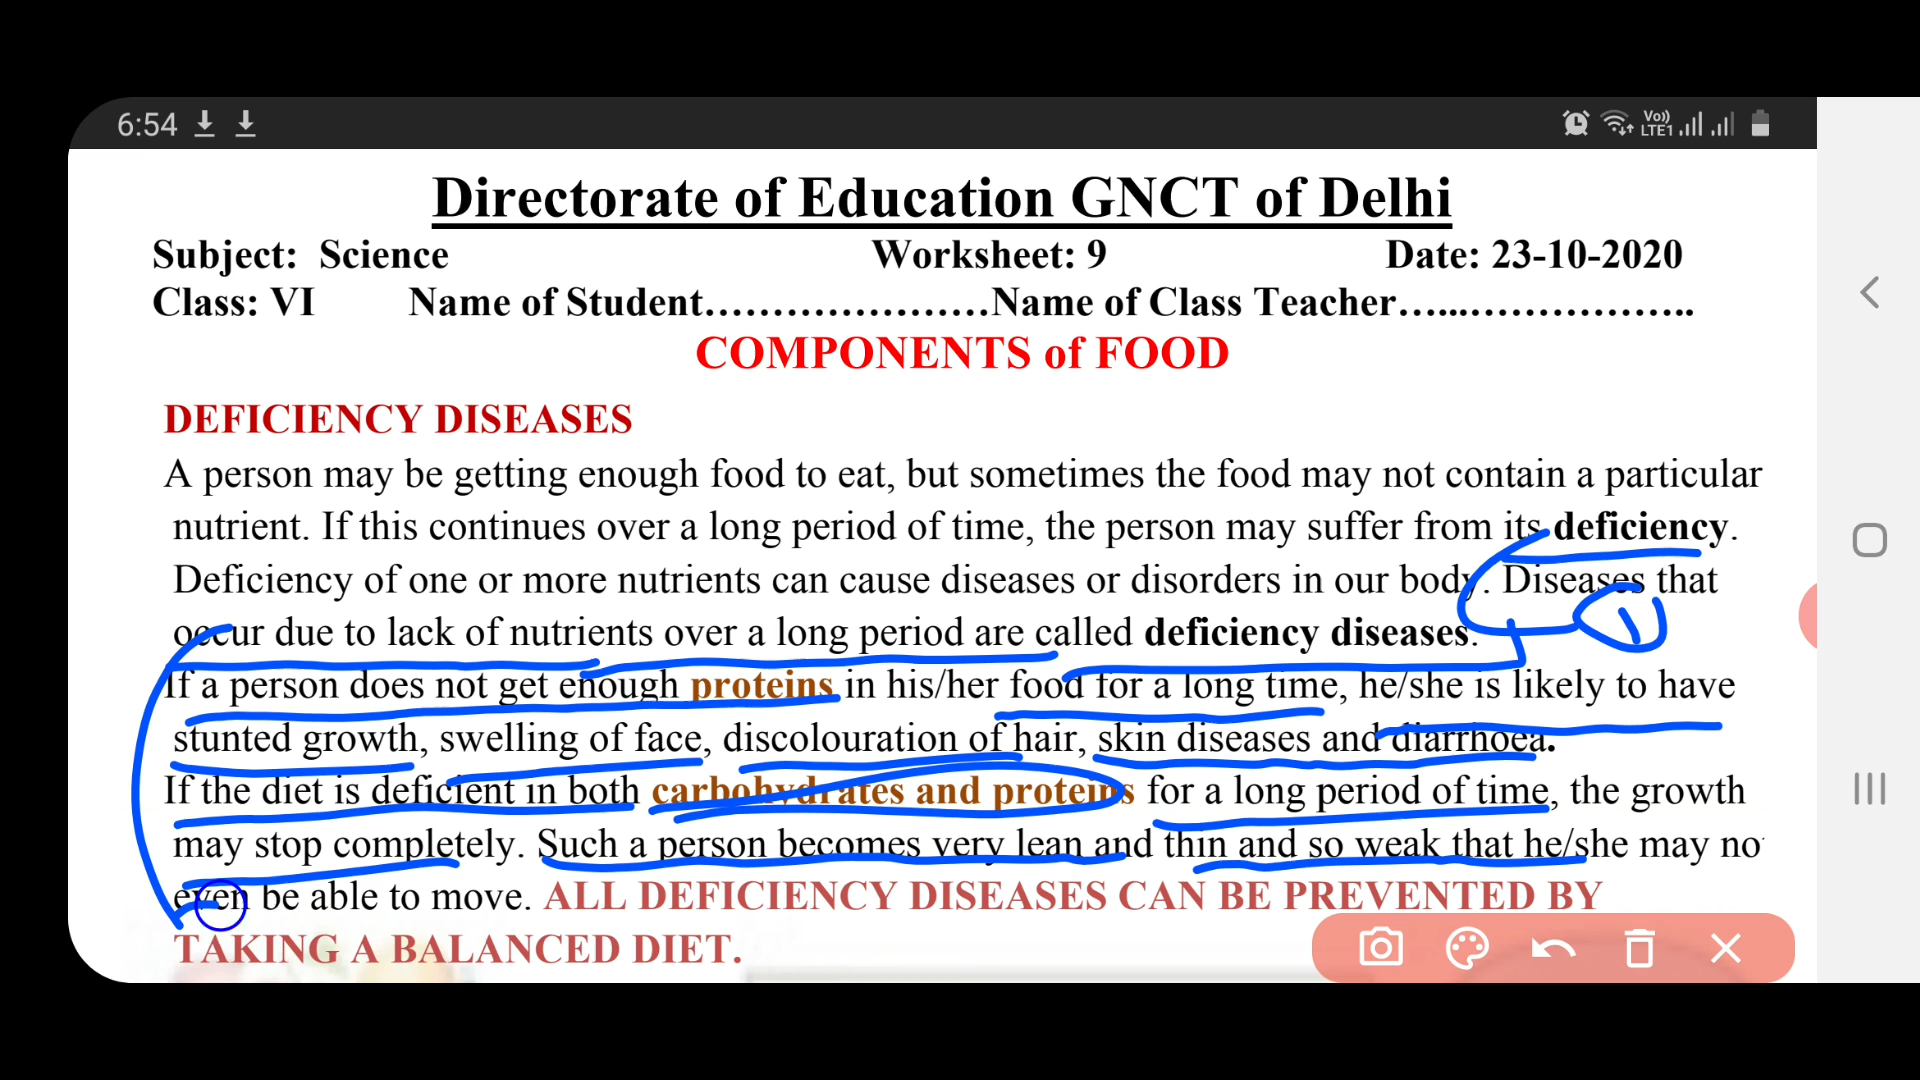 6:54
Vo)) LTE1
Directorate of Education GNCT of Delhi
Subject: Science Worksheet: 9 Date: 23-10-2020
Class: VI Name of Student.....................Name of Class Teacher.........................
COMPONENTS of FOOD
DEFICIENCY DISEASES
A person may be getting enough food to eat, but sometimes the food may not contain a particular
nutrient. If this continues over a long period of time, the person may suffer from its deficiency.
Deficiency of one or more nutrients can cause diseases or disorders in our body. Diseases that
1
occur due to lack of nutrients over a long period are called deficiency diseases.
If a person does not get enough proteins in his/her food for a long time, he/she is likely to have
stunted growth, swelling of face, discolouration of hair, skin diseases and diarrhoea.
If the diet is deficient in both carbohydrates and proteins for a long period of time, the growth
may stop completely. Such a person becomes very lean and thin and so weak that he/she may no
even be able to move. ALL DEFICIENCY DISEASES CAN BE PREVENTED BY
TAKING A BALANCED DIET.